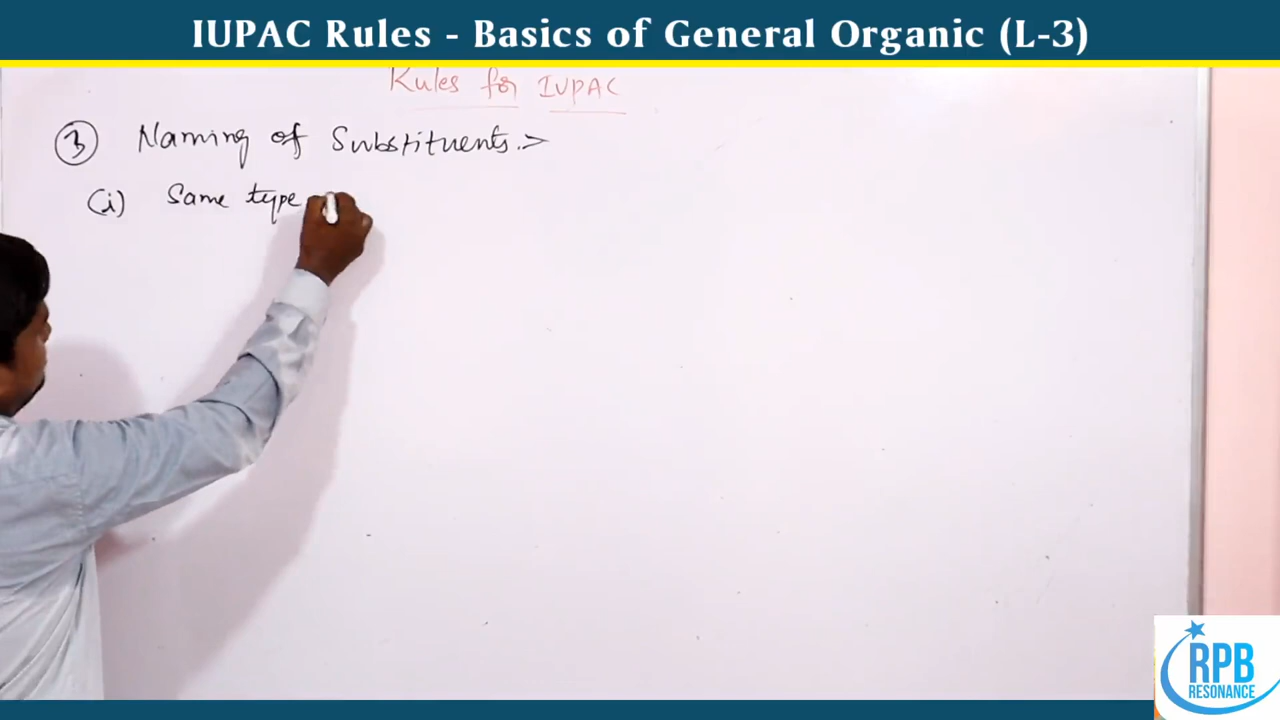 IUPAC Rules - Basics of General Organic (L-3)
Rules for IUPAC
③ Naming of Substituents :->
(i) Same type
RPB
RESONANCE